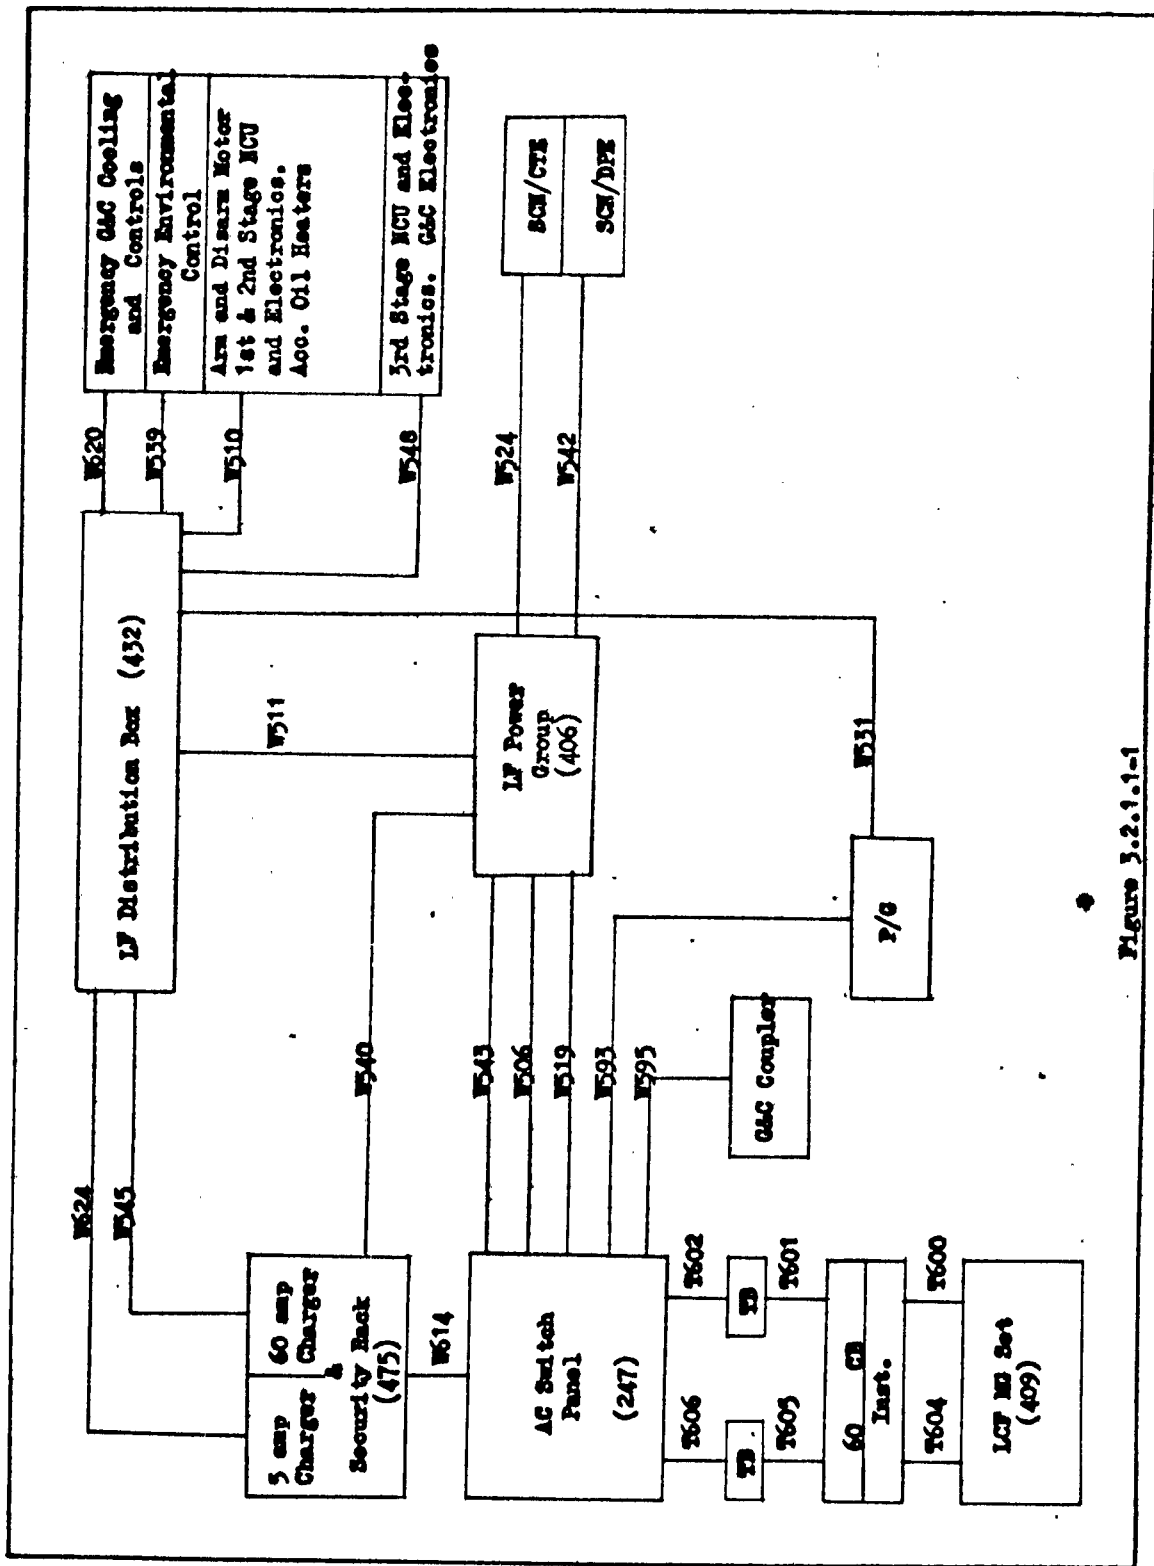 Emergency G&C Cooling
and Controls
Emergency Environmental
Control
Arm and Disarm Motor
1st & 2nd Stage NCU
and Electronics.
Acc. Oil Heaters
3rd Stage NCU and Elec-
tronics. G&C Electronics
W620
W539
W510
W548
LF Distribution Box (432)
SCN/CTE
SCN/DPE
W524
W542
W511
LF Power
Group
(406)
W531
P/G
W624
W545
W540
W543
W506
W519
W593
W595
G&C Coupler
5 amp
Charger
60 amp
Charger
&
Security Rack
(475)
W614
AC Switch
Panel
(247)
T606
T602
TB
TB
T605
T601
60 CB
Inst.
T604
T600
LCF MG Set
(409)
Figure 3.2.1.1-1